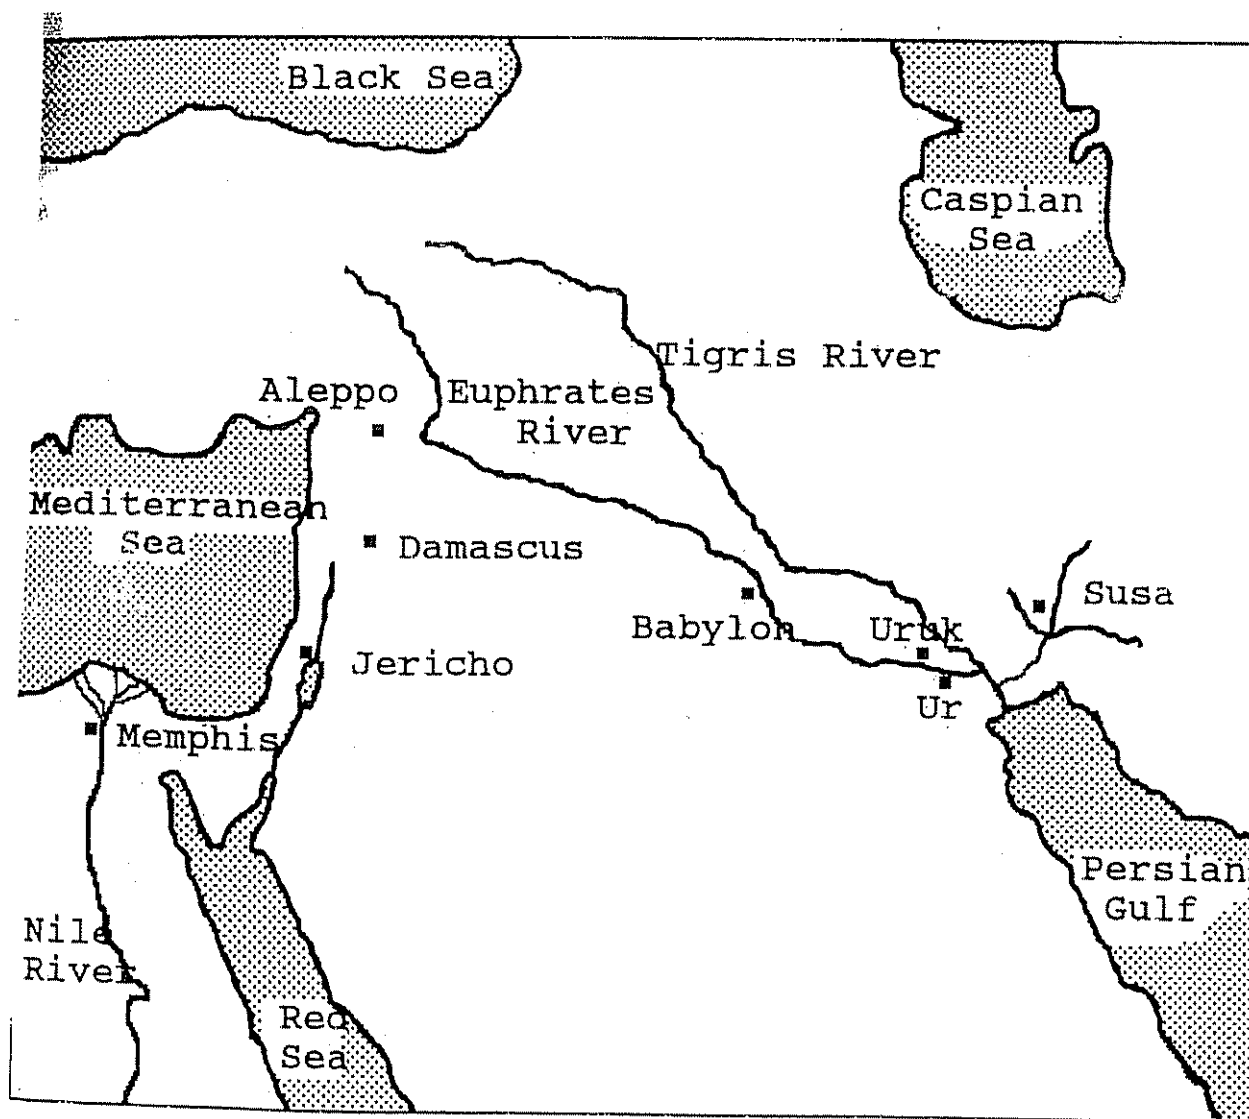 Black Sea
Caspian
Sea
Tigris River
Aleppo
Euphrates
River
Mediterranean
Sea
Damascus
Susa
Babylon
Uruk
Jericho
Ur
Memphis
Persian
Gulf
Nile
River
Red
Sea